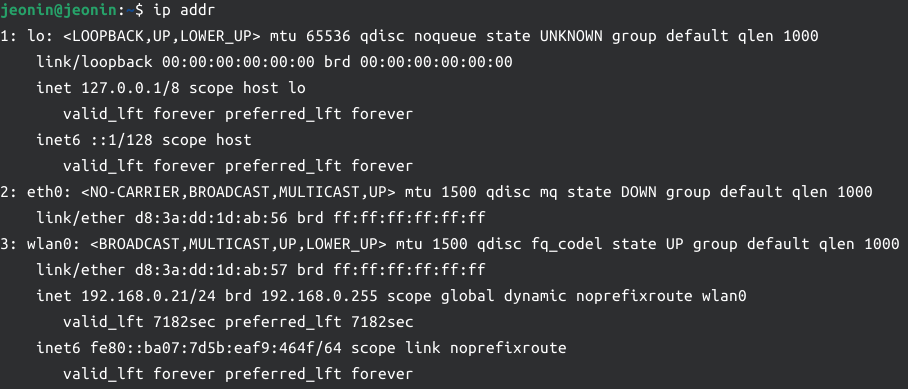 jeonin@jeonin:~$ ip addr
1: lo: <LOOPBACK,UP,LOWER_UP> mtu 65536 qdisc noqueue state UNKNOWN group default qlen 1000
    link/loopback 00:00:00:00:00:00 brd 00:00:00:00:00:00
    inet 127.0.0.1/8 scope host lo
       valid_lft forever preferred_lft forever
    inet6 ::1/128 scope host
       valid_lft forever preferred_lft forever
2: eth0: <NO-CARRIER,BROADCAST,MULTICAST,UP> mtu 1500 qdisc mq state DOWN group default qlen 1000
    link/ether d8:3a:dd:1d:ab:56 brd ff:ff:ff:ff:ff:ff
3: wlan0: <BROADCAST,MULTICAST,UP,LOWER_UP> mtu 1500 qdisc fq_codel state UP group default qlen 1000
    link/ether d8:3a:dd:1d:ab:57 brd ff:ff:ff:ff:ff:ff
    inet 192.168.0.21/24 brd 192.168.0.255 scope global dynamic noprefixroute wlan0
       valid_lft 7182sec preferred_lft 7182sec
    inet6 fe80::ba07:7d5b:eaf9:464f/64 scope link noprefixroute
       valid_lft forever preferred_lft forever